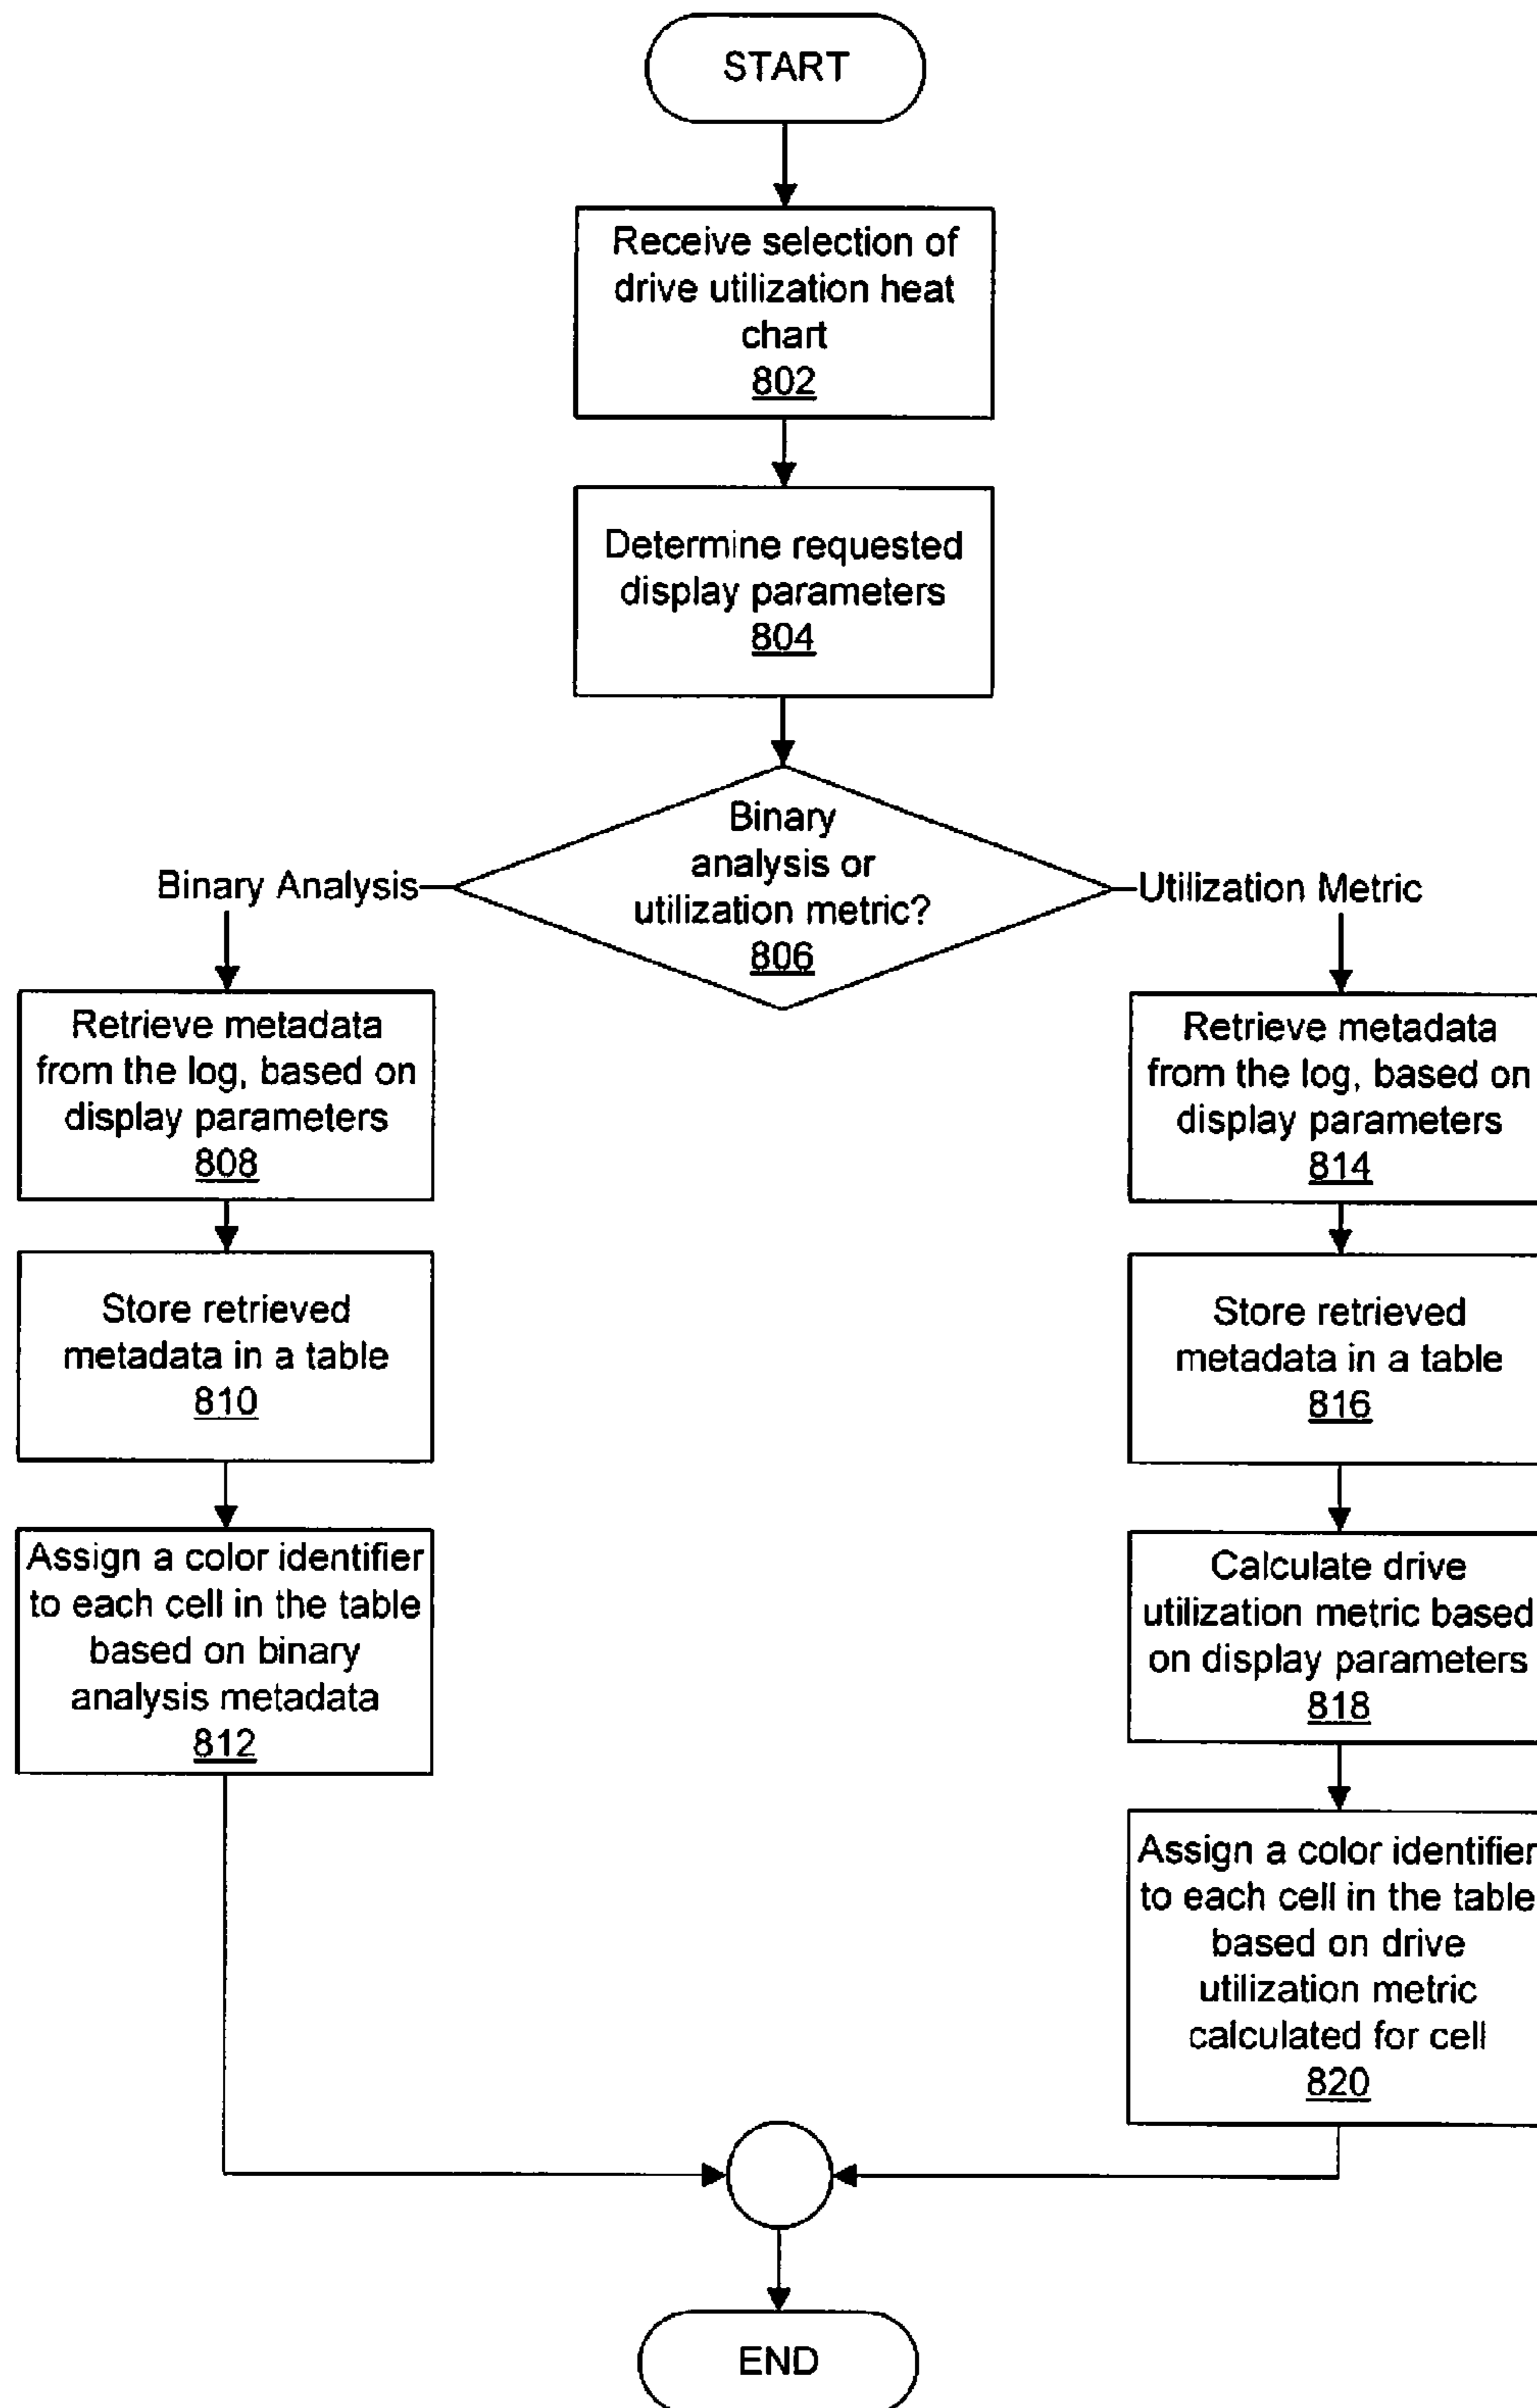 START
Receive selection of
drive utilization heat
chart
802
Determine requested
display parameters
804
Binary
analysis or
utilization metric?
806
Binary Analysis
Utilization Metric
Retrieve metadata
from the log, based on
display parameters
808
Store retrieved
metadata in a table
810
Assign a color identifier
to each cell in the table
based on binary
analysis metadata
812
Retrieve metadata
from the log, based on
display parameters
814
Store retrieved
metadata in a table
816
Calculate drive
utilization metric based
on display parameters
818
Assign a color identifier
to each cell in the table
based on drive
utilization metric
calculated for cell
820
END